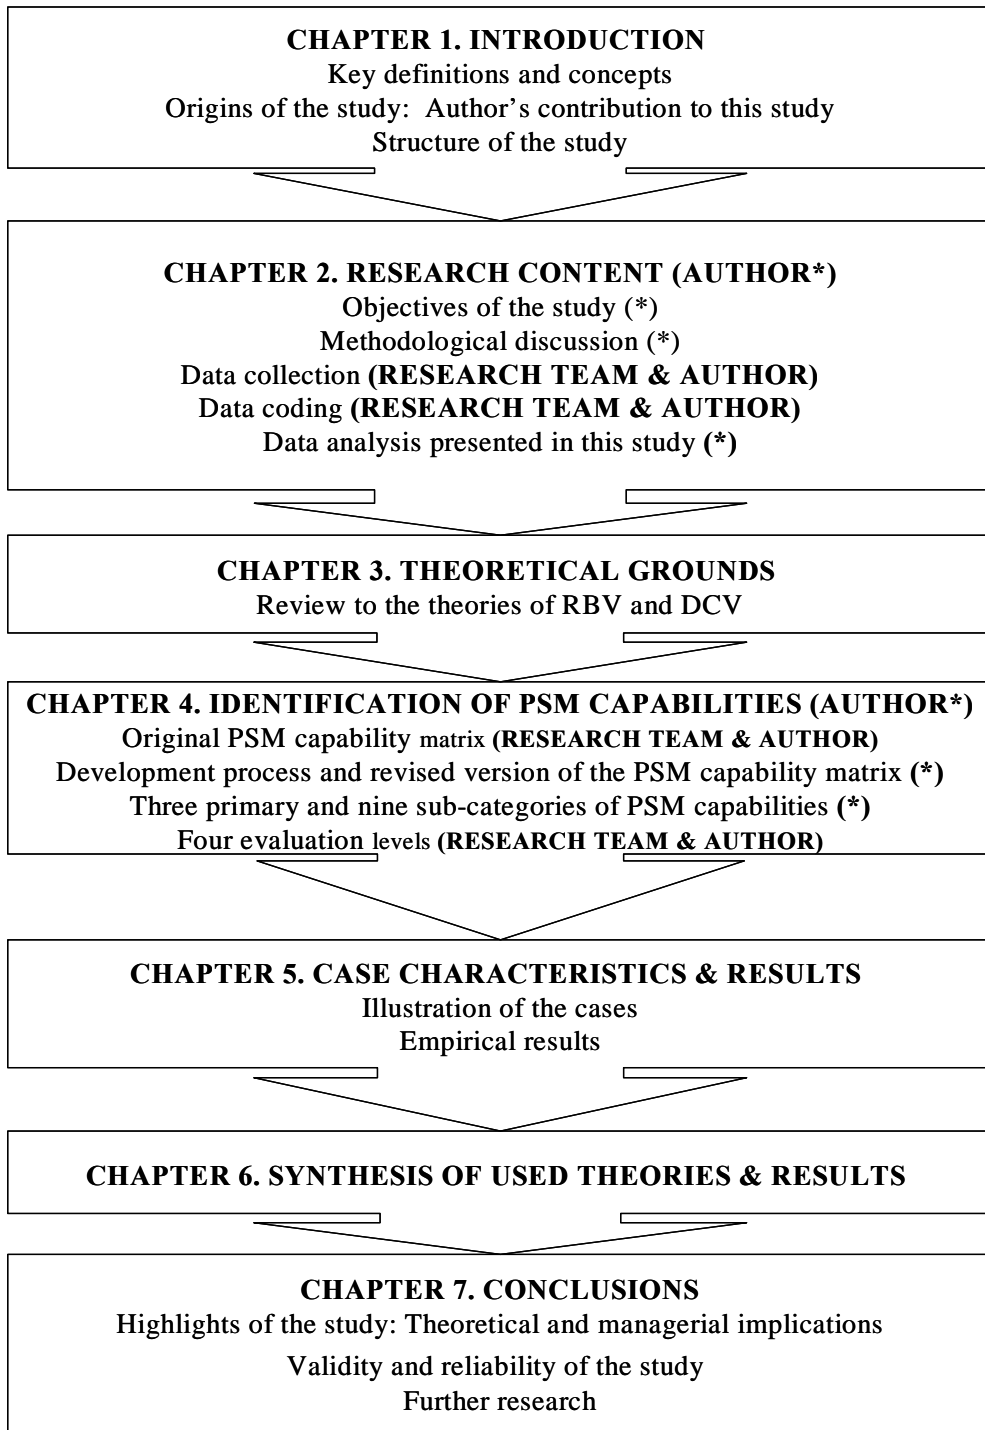 CHAPTER 1. INTRODUCTION
Key definitions and concepts
Origins of the study:  Author’s contribution to this study
Structure of the study
CHAPTER 2. RESEARCH CONTENT (AUTHOR*)
Objectives of the study (*)
Methodological discussion (*)
Data collection (RESEARCH TEAM & AUTHOR)
Data coding (RESEARCH TEAM & AUTHOR)
Data analysis presented in this study (*)
CHAPTER 3. THEORETICAL GROUNDS
Review to the theories of RBV and DCV
CHAPTER 4. IDENTIFICATION OF PSM CAPABILITIES (AUTHOR*)
Original PSM capability matrix (RESEARCH TEAM & AUTHOR)
Development process and revised version of the PSM capability matrix (*)
Three primary and nine sub-categories of PSM capabilities (*)
Four evaluation levels (RESEARCH TEAM & AUTHOR)
CHAPTER 5. CASE CHARACTERISTICS & RESULTS
Illustration of the cases
Empirical results
CHAPTER 6. SYNTHESIS OF USED THEORIES & RESULTS
CHAPTER 7. CONCLUSIONS
Highlights of the study: Theoretical and managerial implications
Validity and reliability of the study
Further research